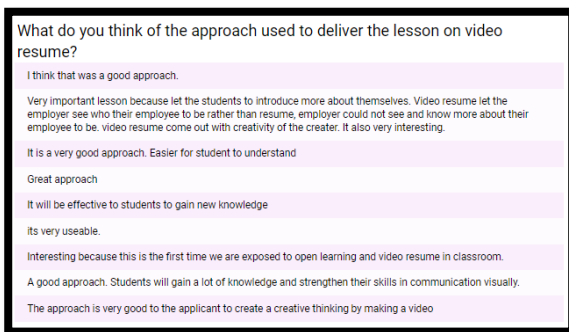 What do you think of the approach used to deliver the lesson on video
resume?
I think that was a good approach.
Very important lesson because let the students to introduce more about themselves. Video resume let the
employer see who their employee to be rather than resume, employer could not see and know more about their
employee to be. video resume come out with creativity of the creater. It also very interesting.
It is a very good approach. Easier for student to understand
Great approach
It will be effective to students to gain new knowledge
its very useable.
Interesting because this is the first time we are exposed to open learning and video resume in classroom.
A good approach. Students will gain a lot of knowledge and strengthen their skills in communication visually.
The approach is very good to the applicant to create a creative thinking by making a video